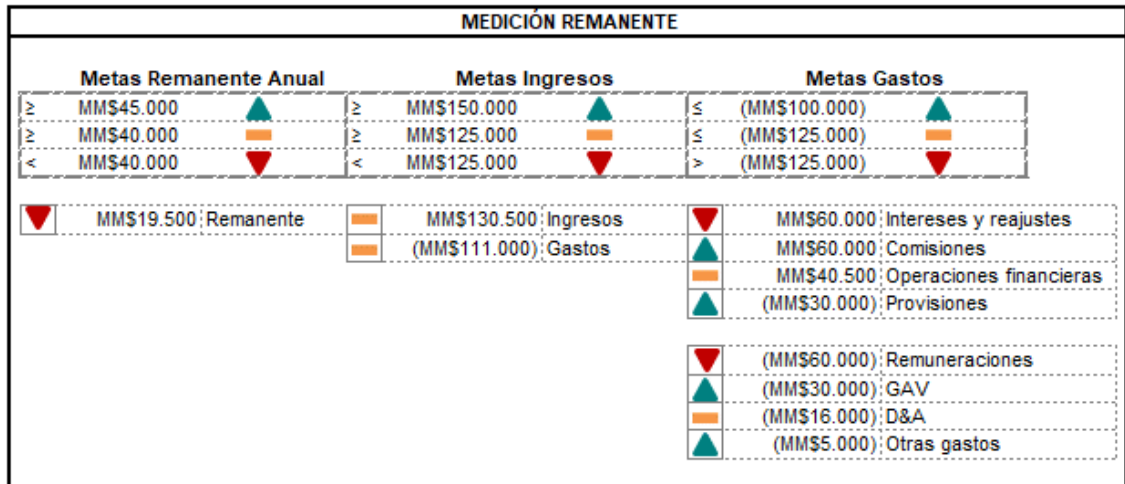 MEDICIÓN REMANENTE
Metas Remanente Anual Metas Ingresos Metas Gastos
≥ MM$45.000 ≥ MM$150.000 ≤ (MM$100.000)
≥ MM$40.000 ≥ MM$125.000 ≤ (MM$125.000)
< MM$40.000 < MM$125.000 > (MM$125.000)
MM$19.500 Remanente MM$130.500 Ingresos MM$60.000 Intereses y reajustes
(MM$111.000) Gastos MM$60.000 Comisiones
MM$40.500 Operaciones financieras
(MM$30.000) Provisiones
(MM$60.000) Remuneraciones
(MM$30.000) GAV
(MM$16.000) D&A
(MM$5.000) Otras gastos